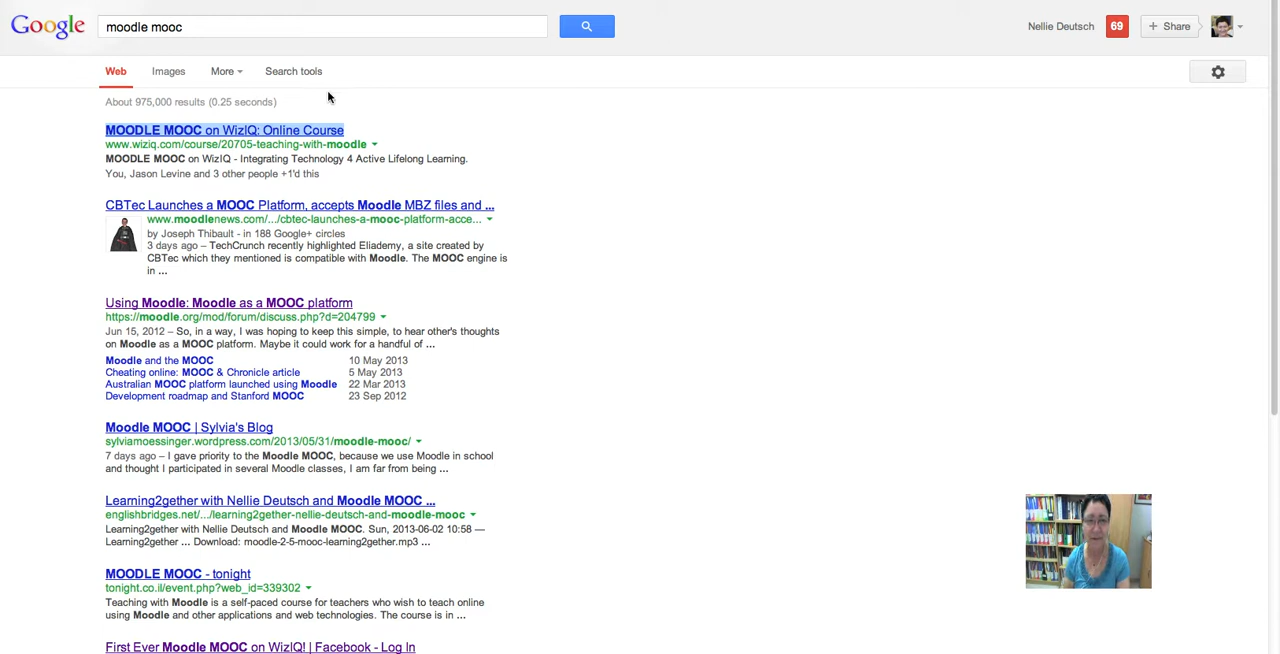 Google moodle mooc Nellie Deutsch 69 + Share
Web Images More Search tools
About 975,000 results (0.25 seconds)
MOODLE MOOC on WizIQ: Online Course
www.wiziq.com/course/20705-teaching-with-moodle
MOODLE MOOC on WizIQ - Integrating Technology 4 Active Lifelong Learning.
You, Jason Levine and 3 other people +1'd this
CBTec Launches a MOOC Platform, accepts Moodle MBZ files and ...
www.moodlenews.com/.../cbtec-launches-a-mooc-platform-acce...
by Joseph Thibault - in 188 Google+ circles
3 days ago – TechCrunch recently highlighted Eliademy, a site created by
CBTec which they mentioned is compatible with Moodle. The MOOC engine is
in ...
Using Moodle: Moodle as a MOOC platform
https://moodle.org/mod/forum/discuss.php?d=204799
Jun 15, 2012 – So, in a way, I was hoping to keep this simple, to hear other's thoughts
on Moodle as a MOOC platform. Maybe it could work for a handful of ...
Moodle and the MOOC 10 May 2013
Cheating online: MOOC & Chronicle article 5 May 2013
Australian MOOC platform launched using Moodle 22 Mar 2013
Development roadmap and Stanford MOOC 23 Sep 2012
Moodle MOOC | Sylvia's Blog
sylviamoessinger.wordpress.com/2013/05/31/moodle-mooc/
7 days ago – I gave priority to the Moodle MOOC, because we use Moodle in school
and thought I participated in several Moodle classes, I am far from being ...
Learning2gether with Nellie Deutsch and Moodle MOOC ...
englishbridges.net/.../learning2gether-nellie-deutsch-and-moodle-mooc
Learning2gether with Nellie Deutsch and Moodle MOOC. Sun, 2013-06-02 10:58 —
Learning2gether ... Download: moodle-2-5-mooc-learning2gether.mp3 ...
MOODLE MOOC - tonight
tonight.co.il/event.php?web_id=339302
Teaching with Moodle is a self-paced course for teachers who wish to teach online
using Moodle and other applications and web technologies. The course is in ...
First Ever Moodle MOOC on WizIQ! | Facebook - Log In